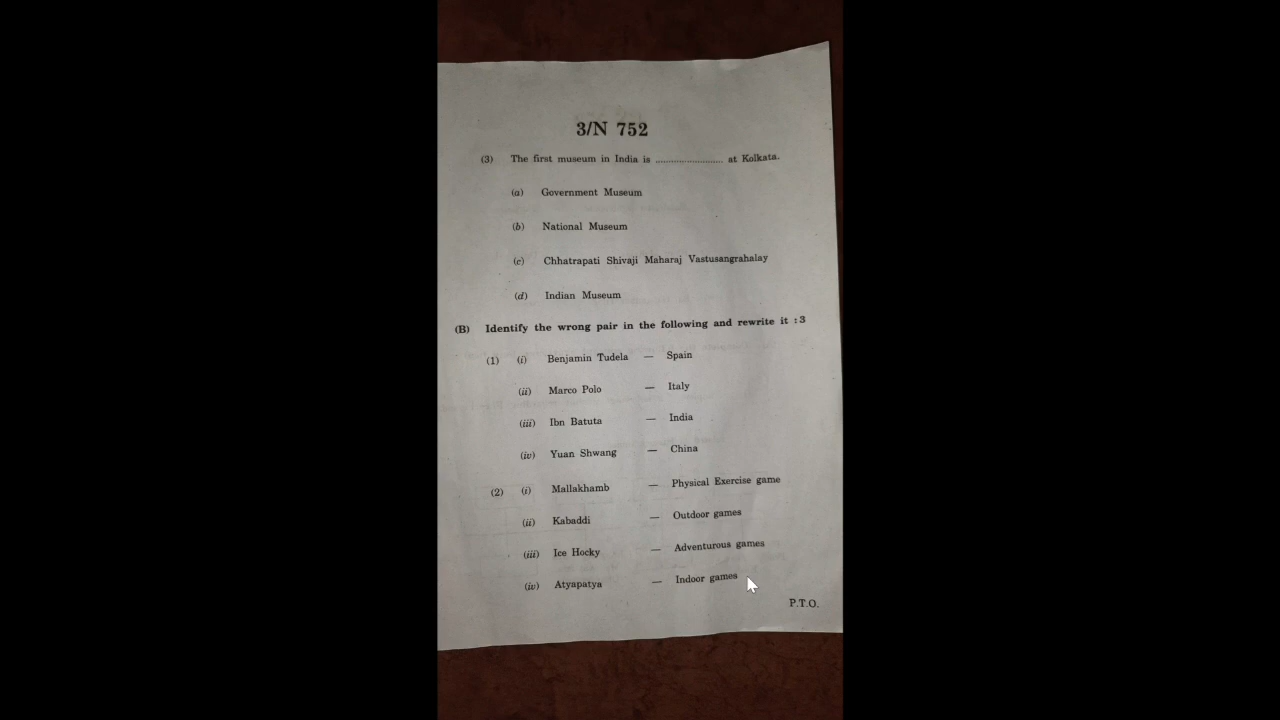 3/N 752
(3) The first museum in India is ......................... at Kolkata.
(a) Government Museum
(b) National Museum
(c) Chhatrapati Shivaji Maharaj Vastusangrahalay
(d) Indian Museum
(B) Identify the wrong pair in the following and rewrite it : 3
(1) (i) Benjamin Tudela — Spain
(ii) Marco Polo — Italy
(iii) Ibn Batuta — India
(iv) Yuan Shwang — China
(2) (i) Mallakhamb — Physical Exercise game
(ii) Kabaddi — Outdoor games
(iii) Ice Hocky — Adventurous games
(iv) Atyapatya — Indoor games
P.T.O.